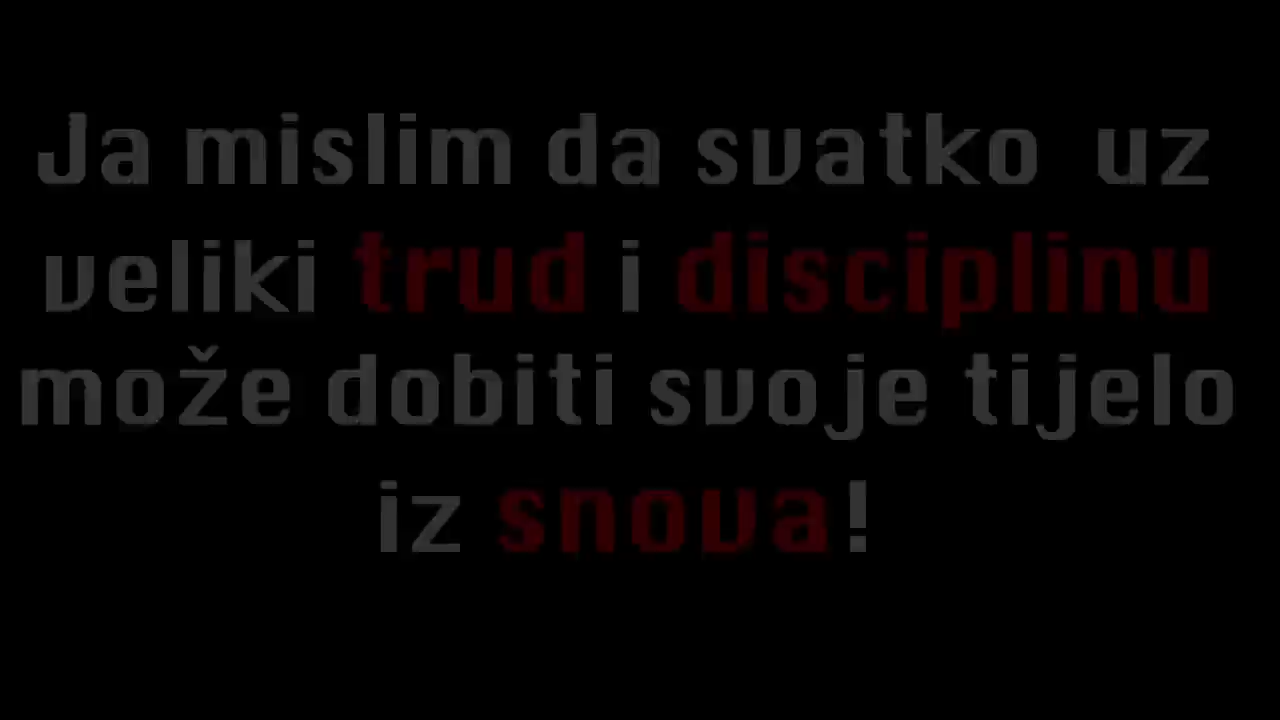 Ja mislim da svatko uz
veliki trud i disciplinu
može dobiti svoje tijelo
iz snova!